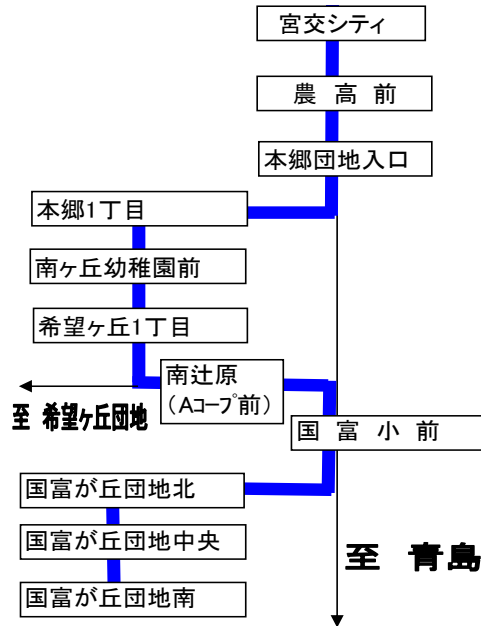 宮交シティ
農 高 前
本郷団地入口
本郷1丁目
南ヶ丘幼稚園前
希望ヶ丘1丁目
南辻原
（Aコープ前）
至 希望ヶ丘団地
国 富 小 前
国富が丘団地北
国富が丘団地中央
至 青島
国富が丘団地南